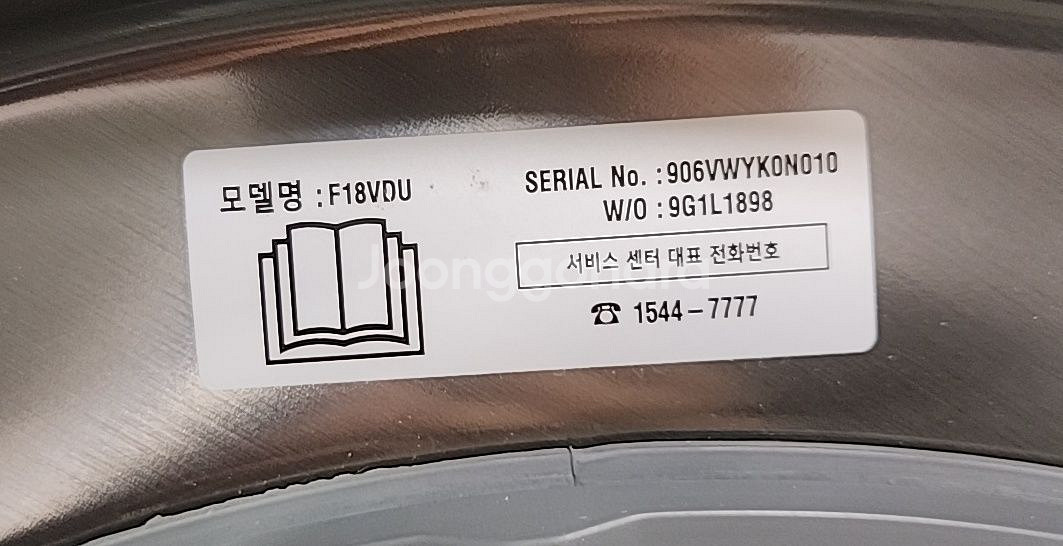 모델명 : F18VDU
SERIAL No. : 906VWYK0N010
W/O : 9G1L1898
서비스 센터 대표 전화번호
☎ 1544-7777
Joonggonara